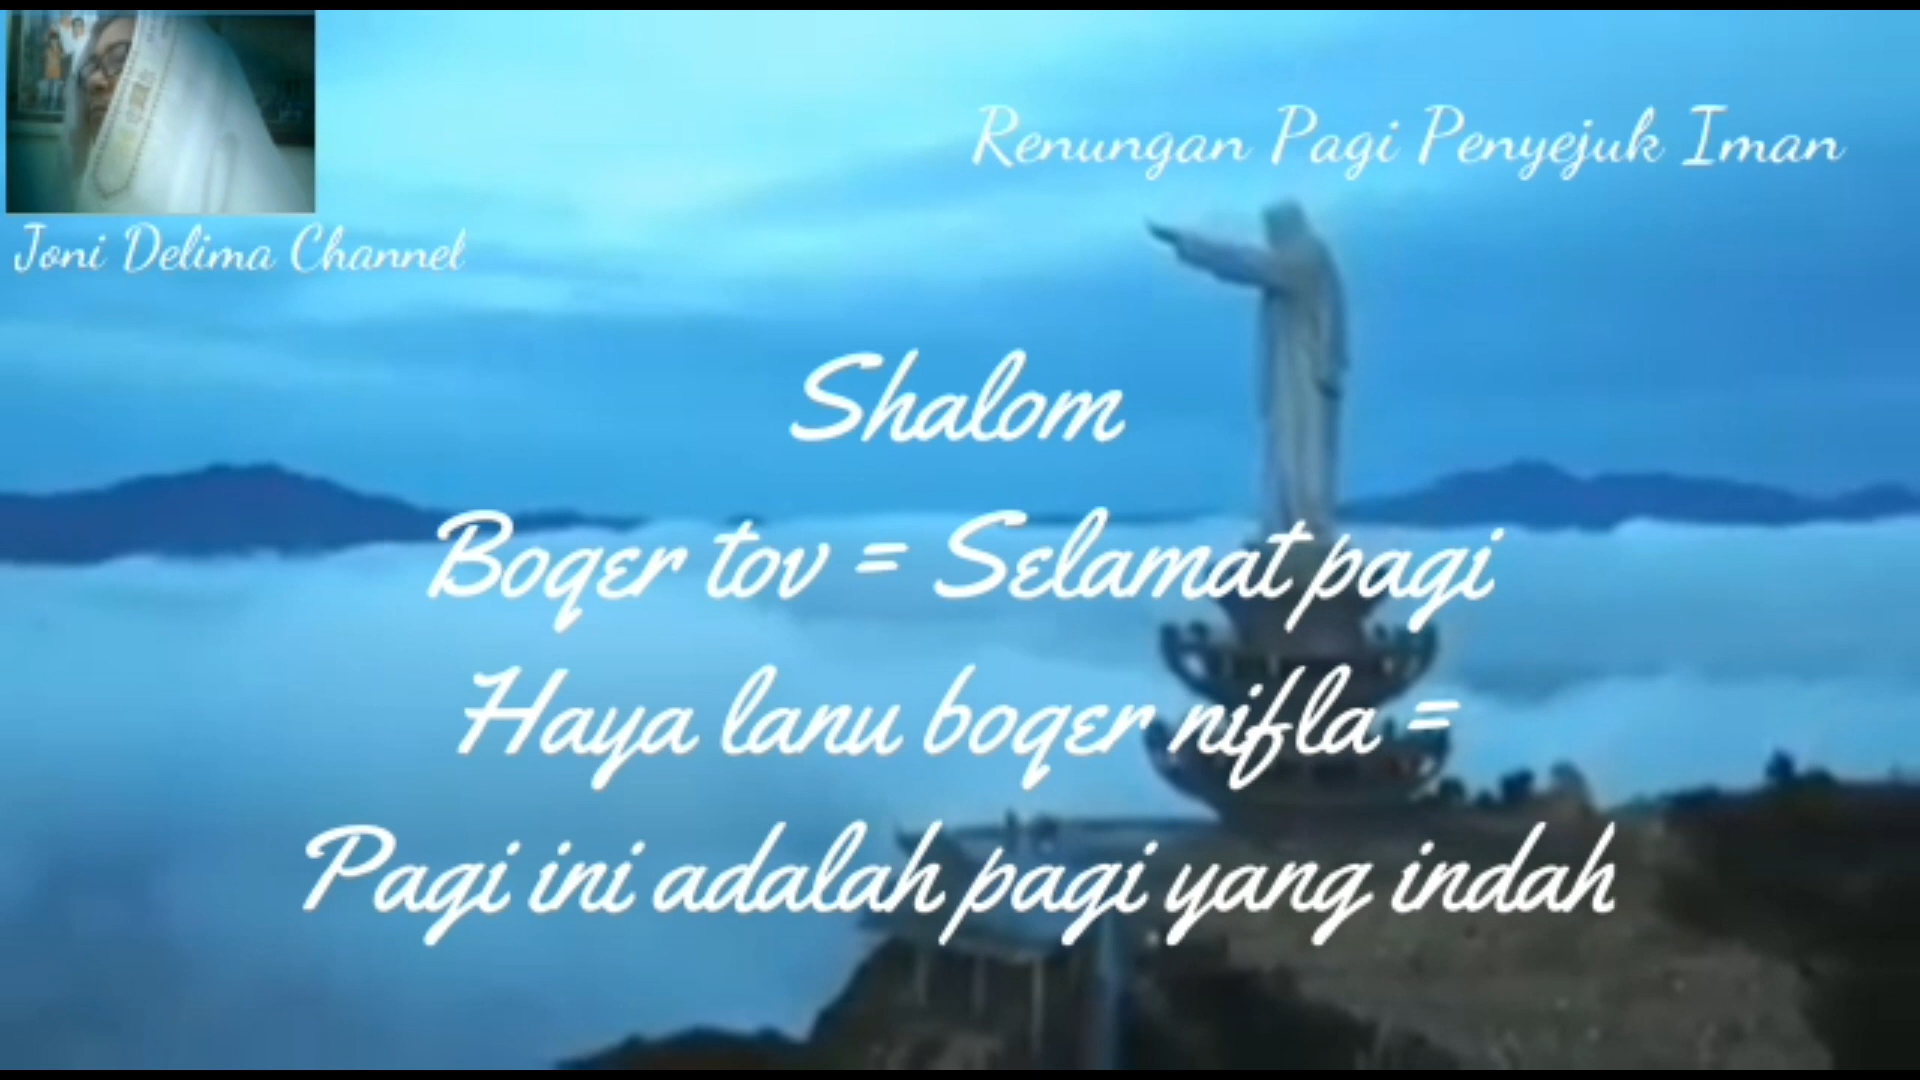 Renungan Pagi Penyejuk Iman
Joni Delima Channel
Shalom
Boqer tov = Selamat pagi
Haya lanu boqer nifla =
Pagi ini adalah pagi yang indah